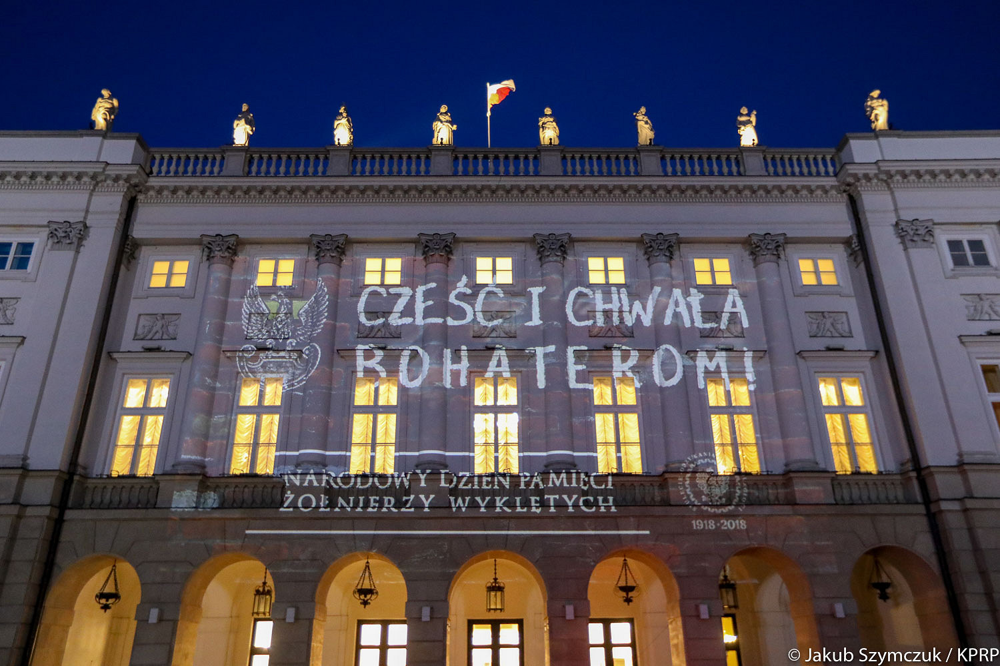 CZEŚĆ I CHWAŁA
BOHATEROM!
NARODOWY DZIEŃ PAMIĘCI
ŻOŁNIERZY WYKLĘTYCH
1918 · 2018
© Jakub Szymczuk / KPRP